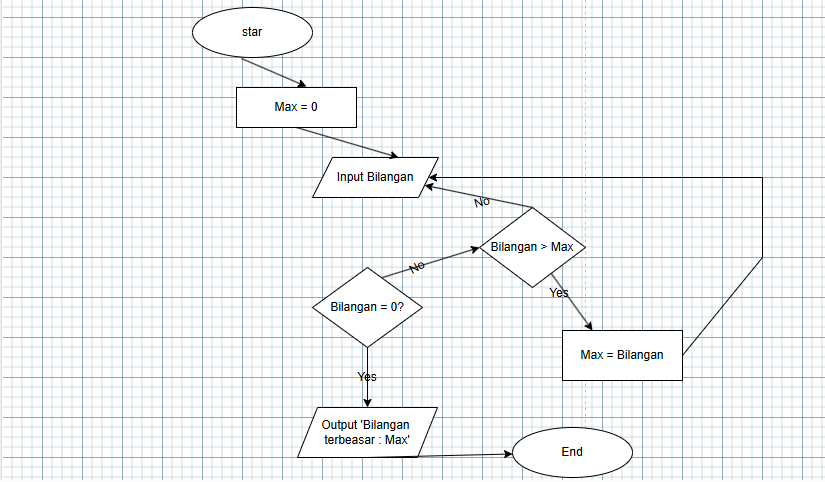 star
Max = 0
Input Bilangan
No
Bilangan > Max
No
Yes
Bilangan = 0?
Max = Bilangan
Yes
Output 'Bilangan
terbeasar : Max'
End